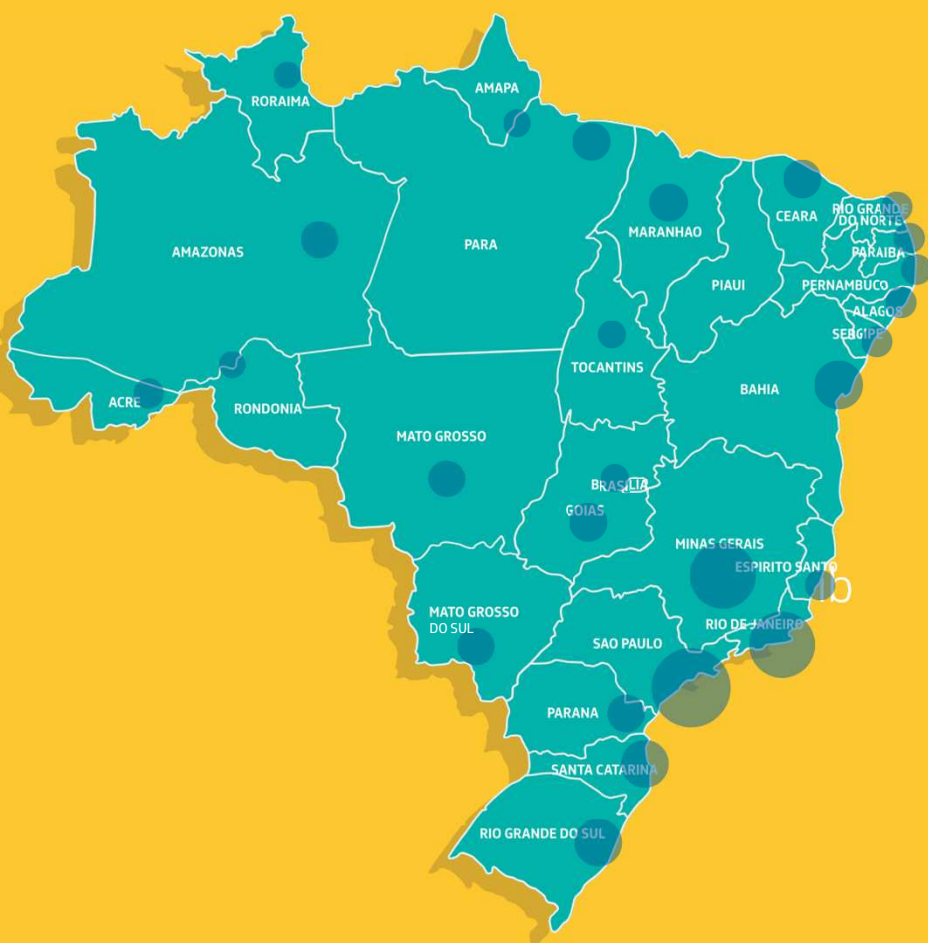 AMAPA
RORAIMA
RIO GRANDE
DO NORTE
CEARA
MARANHAO
PARA
AMAZONAS
PARAIBA
PIAUI
PERNAMBUCO
ALAGOS
SERGIPE
TOCANTINS
BAHIA
ACRE
RONDONIA
MATO GROSSO
BRASILIA
GOIAS
MINAS GERAIS
ESPIRITO SANTO
lb
MATO GROSSO
DO SUL
RIO DE JANEIRO
SAO PAULO
PARANA
SANTA CATARINA
RIO GRANDE DO SUL